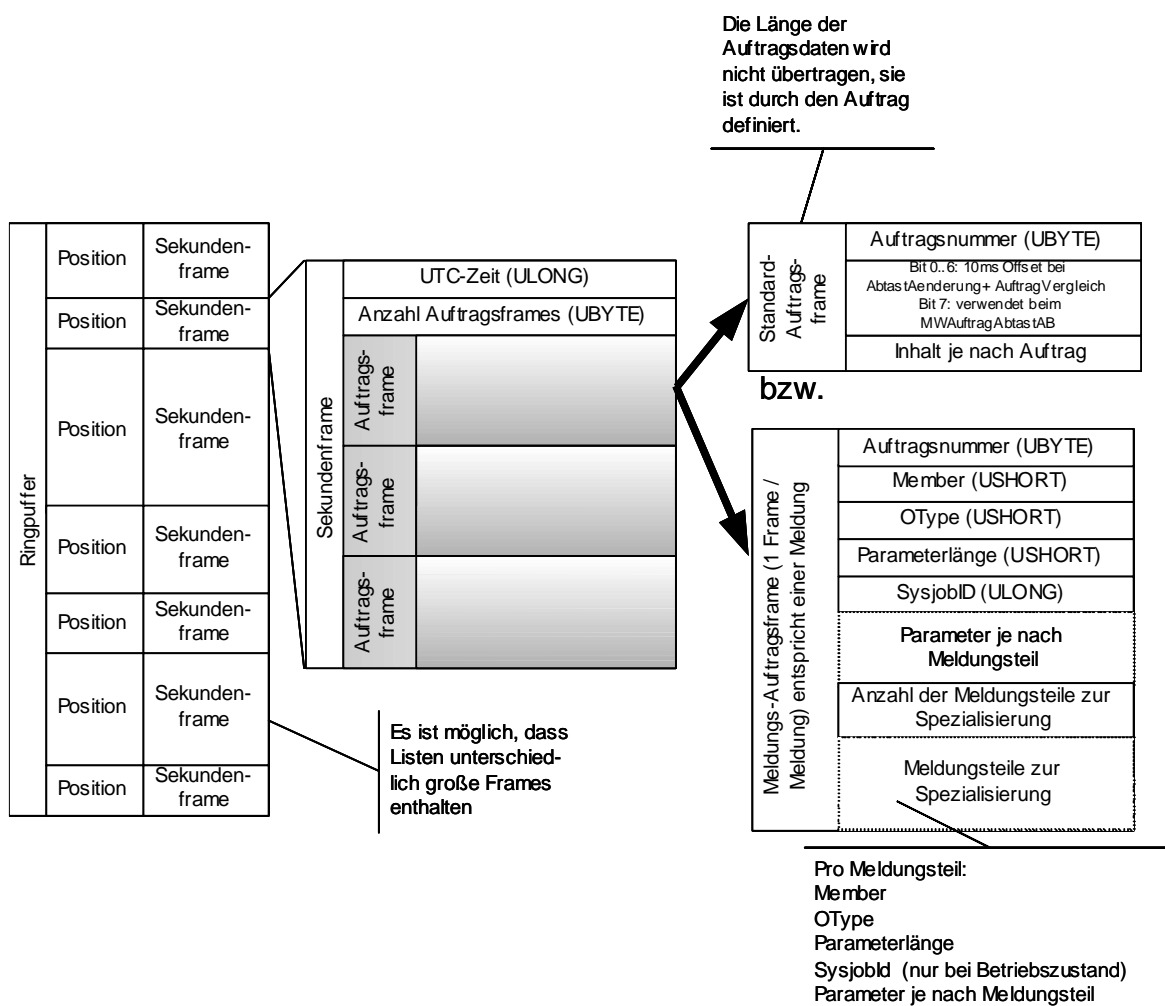 Die Länge der
Auftragsdaten wird
nicht übertragen, sie
ist durch den Auftrag
definiert.
Ringpuffer
Position
Sekunden-
frame
Position
Sekunden-
frame
Position
Sekunden-
frame
Position
Sekunden-
frame
Position
Sekunden-
frame
Position
Sekunden-
frame
Position
Sekunden-
frame
Sekundenframe
UTC-Zeit (ULONG)
Anzahl Auftragsframes (UBYTE)
Auftrags-
frame
Auftrags-
frame
Auftrags-
frame
Es ist möglich, dass
Listen unterschied-
lich große Frames
enthalten
Standard-
Auftrags-
frame
Auftragsnummer (UBYTE)
Bit 0..6: 10ms Offset bei
AbtastAenderung+ AuftragVergleich
Bit 7: verwendet beim
MWAuftragAbtastAB
Inhalt je nach Auftrag
bzw.
Meldungs-Auftragsframe (1 Frame /
Meldung) entspricht einer Meldung
Auftragsnummer (UBYTE)
Member (USHORT)
OType (USHORT)
Parameterlänge (USHORT)
SysjobID (ULONG)
Parameter je nach
Meldungsteil
Anzahl der Meldungsteile zur
Spezialisierung
Meldungsteile zur
Spezialisierung
Pro Meldungsteil:
Member
OType
Parameterlänge
SysjobId (nur bei Betriebszustand)
Parameter je nach Meldungsteil